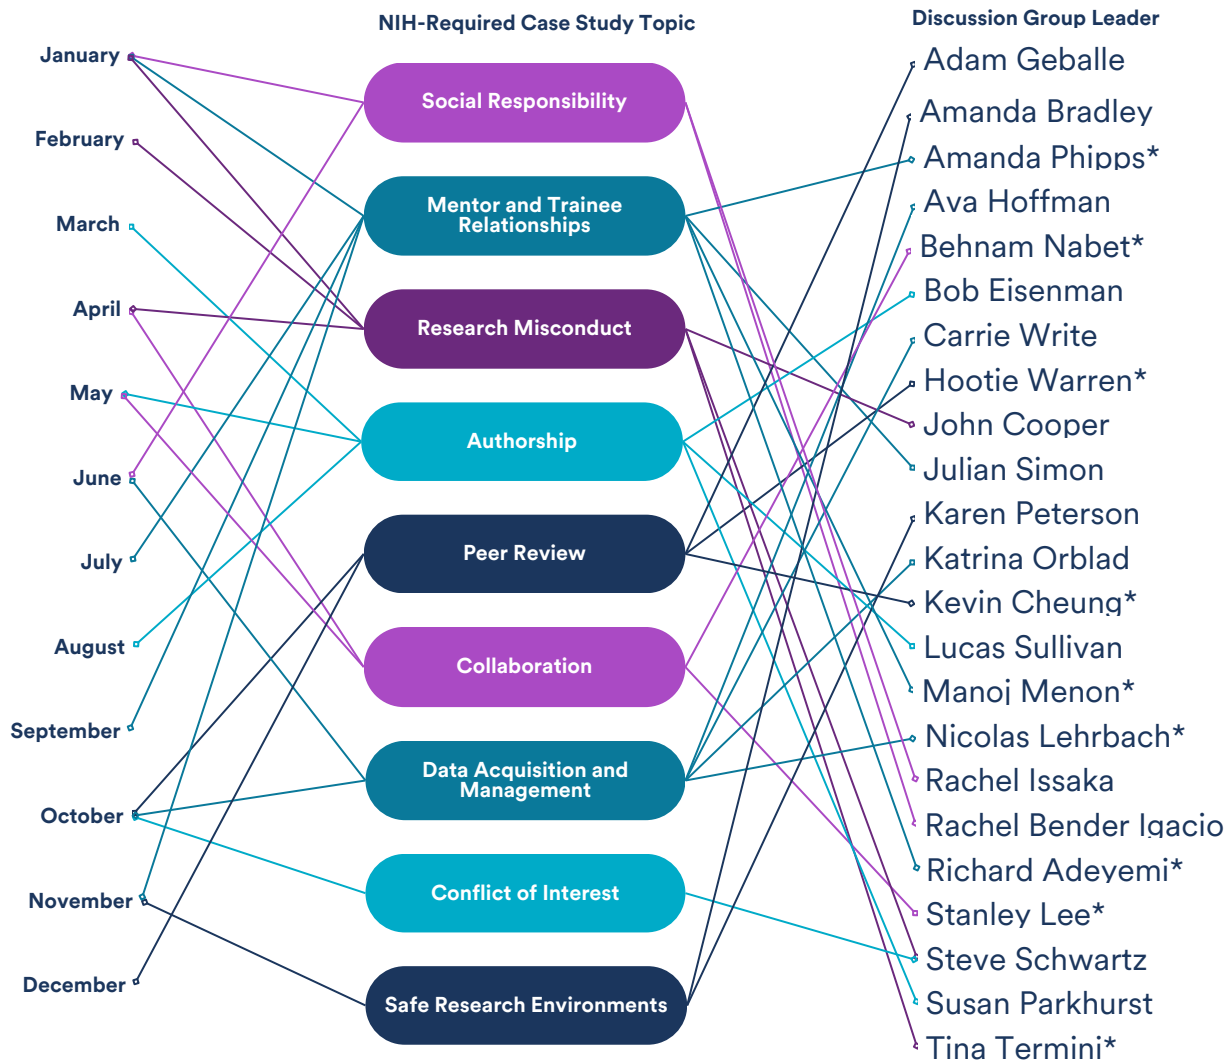 NIH-Required Case Study Topic
Discussion Group Leader
January
February
March
April
May
June
July
August
September
October
November
December
Social Responsibility
Mentor and Trainee
Relationships
Research Misconduct
Authorship
Peer Review
Collaboration
Data Acquisition and
Management
Conflict of Interest
Safe Research Environments
Adam Geballe
Amanda Bradley
Amanda Phipps*
Ava Hoffman
Behnam Nabet*
Bob Eisenman
Carrie Write
Hootie Warren*
John Cooper
Julian Simon
Karen Peterson
Katrina Orblad
Kevin Cheung*
Lucas Sullivan
Manoj Menon*
Nicolas Lehrbach*
Rachel Issaka
Rachel Bender Igacio
Richard Adeyemi*
Stanley Lee*
Steve Schwartz
Susan Parkhurst
Tina Termini*